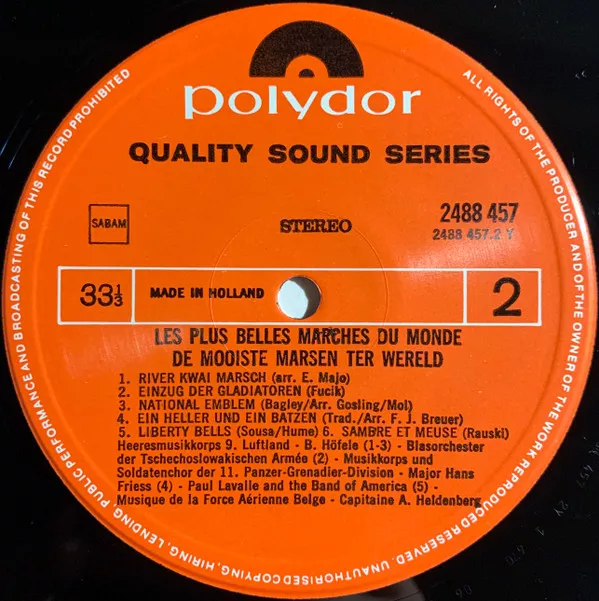 polydor
QUALITY SOUND SERIES
SABAM
STEREO
2488 457
2488 457.2 Y
33⅓
MADE IN HOLLAND
2
LES PLUS BELLES MARCHES DU MONDE
DE MOOISTE MARSEN TER WERELD
1. RIVER KWAI MARSCH (arr. E. Majo)
2. EINZUG DER GLADIATOREN (Fucik)
3. NATIONAL EMBLEM (Bagley/Arr. Gosling/Mol)
4. EIN HELLER UND EIN BATZEN (Trad./Arr. F. J. Breuer)
5. LIBERTY BELLS (Sousa/Hume) 6. SAMBRE ET MEUSE (Rauski)
Heeresmusikkorps 9. Luftland - B. Höfele (1-3) - Blasorchester
der Tschechoslowakischen Armée (2) - Musikkorps und
Soldatenchor der 11. Panzer-Grenadier-Division - Major Hans
Friess (4) - Paul Lavalle and the Band of America (5) -
Musique de la Force Aérienne Belge - Capitaine A. Heldenberg
ALL RIGHTS OF THE PRODUCER AND OF THE OWNER OF THE WORK REPRODUCED RESERVED. UNAUTHORISED COPYING, HIRING, LENDING, PUBLIC PERFORMANCE AND BROADCASTING OF THIS RECORD PROHIBITED